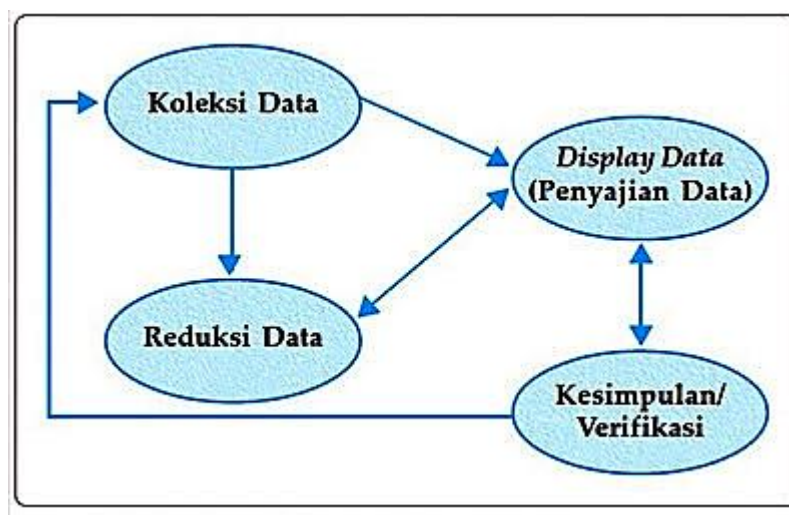 Koleksi Data
Display Data
(Penyajian Data)
Reduksi Data
Kesimpulan/
Verifikasi